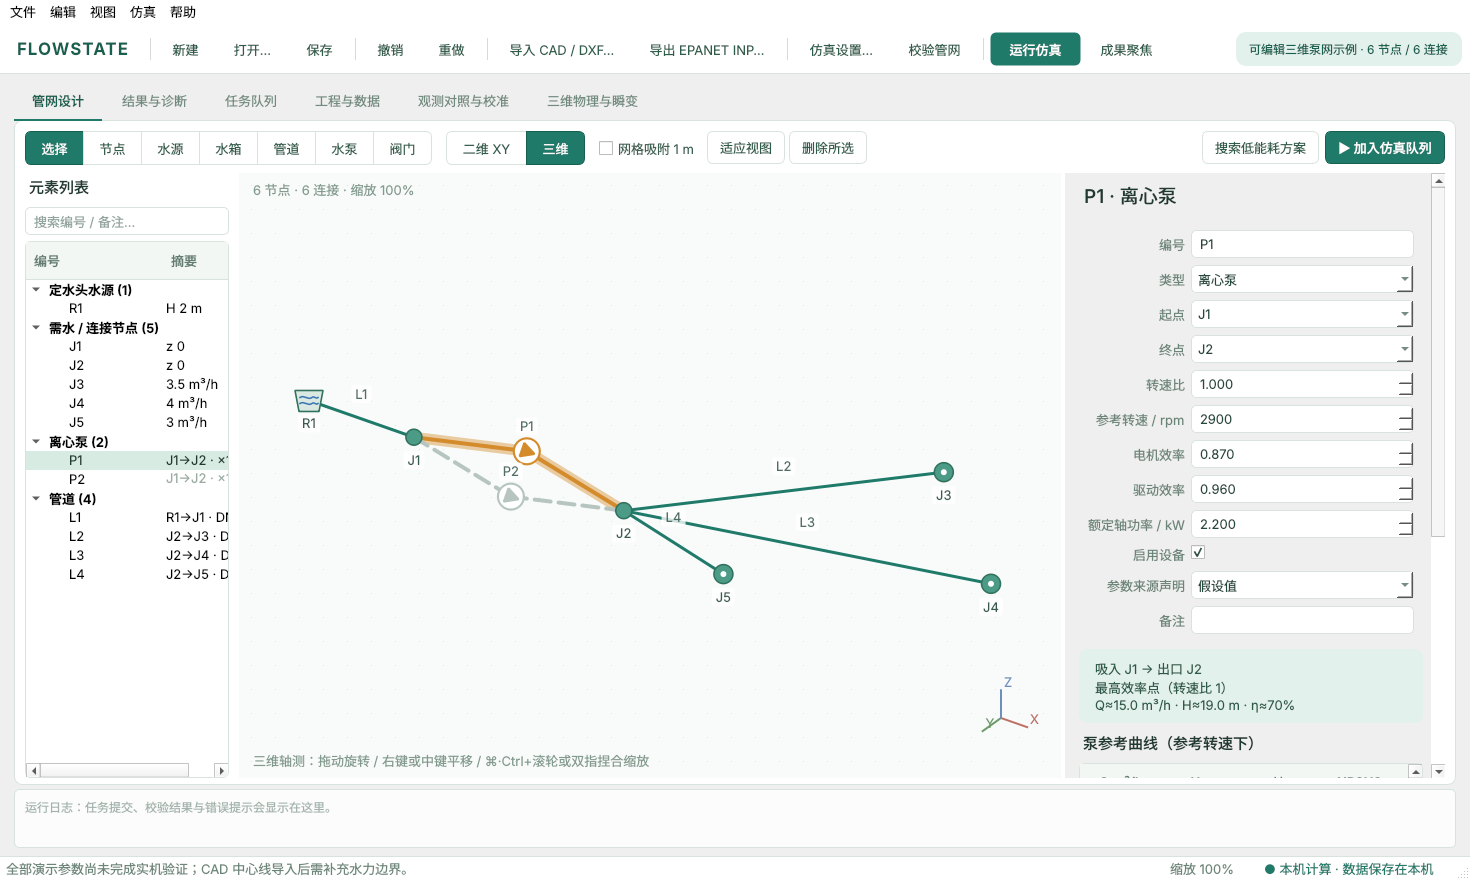 文件 编辑 视图 仿真 帮助
FLOWSTATE 新建 打开... 保存 撤销 重做 导入 CAD / DXF... 导出 EPANET INP... 仿真设置... 校验管网 运行仿真 成果聚焦 可编辑三维泵网示例 · 6 节点 / 6 连接
管网设计 结果与诊断 任务队列 工程与数据 观测对照与校准 三维物理与瞬变
选择 节点 水源 水箱 管道 水泵 阀门 二维 XY 三维 网格吸附 1 m 适应视图 删除所选 搜索低能耗方案 ▶ 加入仿真队列
元素列表
搜索编号 / 备注...
编号 摘要
定水头水源 (1)
R1 H 2 m
需水 / 连接节点 (5)
J1 z 0
J2 z 0
J3 3.5 m³/h
J4 4 m³/h
J5 3 m³/h
离心泵 (2)
P1 J1→J2 · ×
P2 J1→J2 · ×
管道 (4)
L1 R1→J1 ·
L2 J2→J3 · D
L3 J2→J4 · D
L4 J2→J5 · D
6 节点 · 6 连接 · 缩放 100%
L1
R1
P1
J1
P2
L2
J3
L4
L3
J2
J5
J4
Z
Y
X
三维轴测：拖动旋转 / 右键或中键平移 / ⌘·Ctrl+滚轮或双指捏合缩放
P1 · 离心泵
编号 P1
类型 离心泵
起点 J1
终点 J2
转速比 1.000
参考转速 / rpm 2900
电机效率 0.870
驱动效率 0.960
额定轴功率 / kW 2.200
启用设备
参数来源声明 假设值
备注
吸入 J1 → 出口 J2
最高效率点（转速比 1）
Q≈15.0 m³/h · H≈19.0 m · η≈70%
泵参考曲线（参考转速下）
运行日志：任务提交、校验结果与错误提示会显示在这里。
全部演示参数尚未完成实机验证；CAD 中心线导入后需补充水力边界。 缩放 100% ● 本机计算 · 数据保存在本机